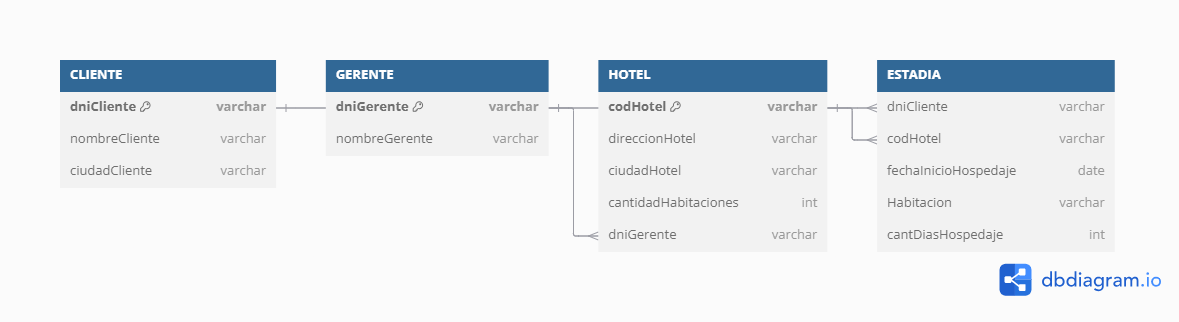 CLIENTE
dniCliente varchar
nombreCliente varchar
ciudadCliente varchar
GERENTE
dniGerente varchar
nombreGerente varchar
HOTEL
codHotel varchar
direccionHotel varchar
ciudadHotel varchar
cantidadHabitaciones int
dniGerente varchar
ESTADIA
dniCliente varchar
codHotel varchar
fechaInicioHospedaje date
Habitacion varchar
cantDiasHospedaje int
dbdiagram.io